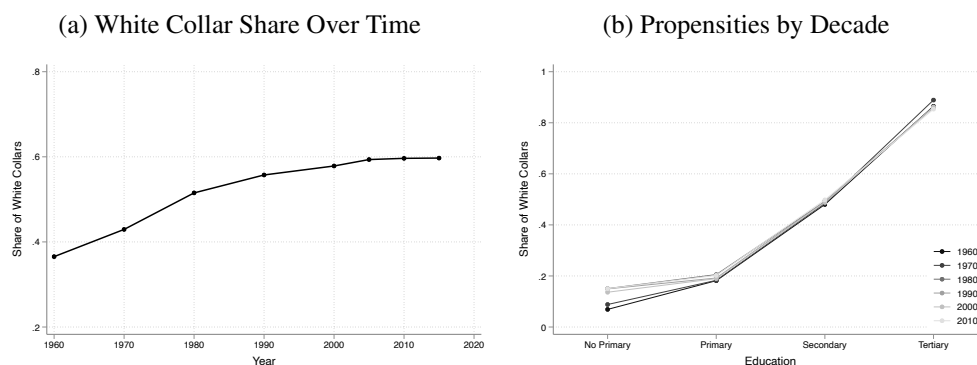 (a) White Collar Share Over Time
.8
.6
.4
.2
Share of White Collars
1960 1970 1980 1990 2000 2010 2020
Year
(b) Propensities by Decade
1
.8
.6
.4
.2
0
Share of White Collars
1960
1970
1980
1990
2000
2010
No Primary Primary Secondary Tertiary
Education